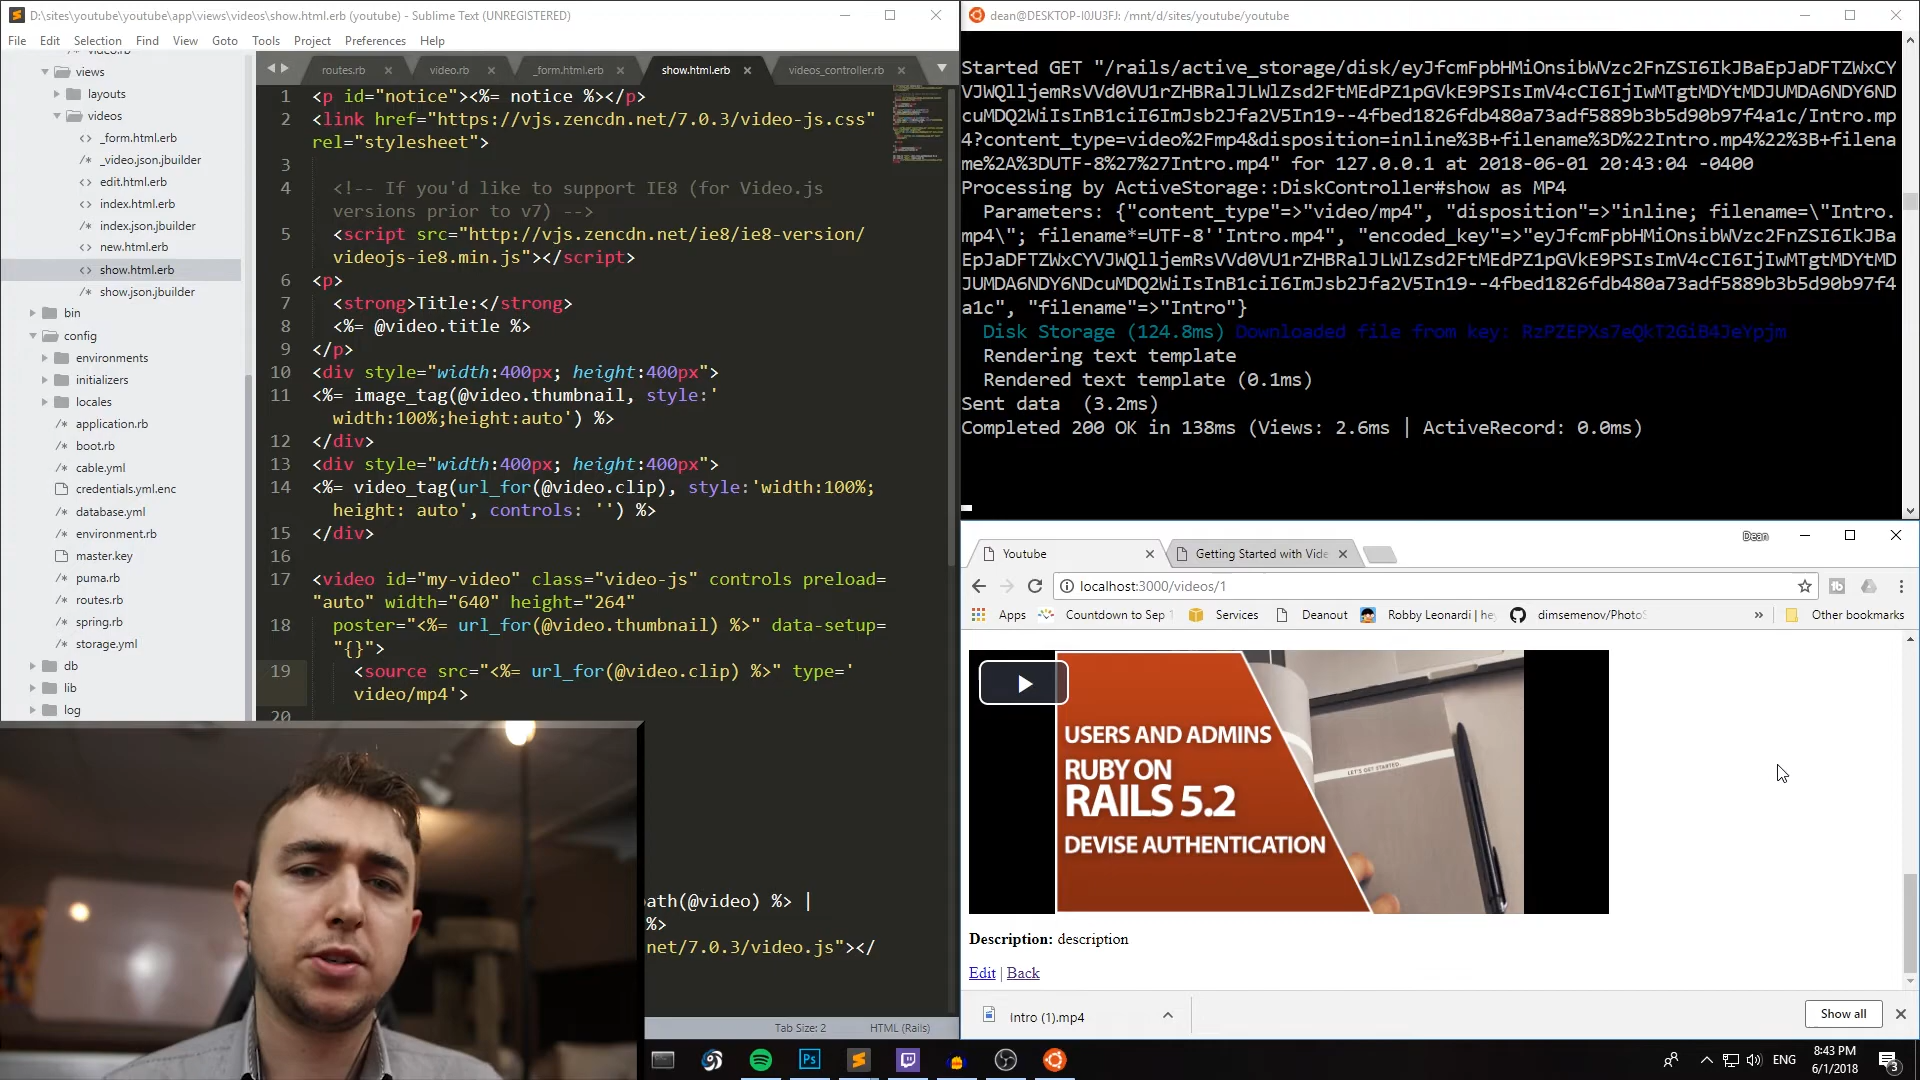 D:\sites\youtube\youtube\app\views\videos\show.html.erb (youtube) - Sublime Text (UNREGISTERED)
File Edit Selection Find View Goto Tools Project Preferences Help
video.rb
views
layouts
videos
_form.html.erb
_video.json.jbuilder
edit.html.erb
index.html.erb
index.json.jbuilder
new.html.erb
show.html.erb
show.json.jbuilder
bin
config
environments
initializers
locales
application.rb
boot.rb
cable.yml
credentials.yml.enc
database.yml
environment.rb
master.key
puma.rb
routes.rb
spring.rb
storage.yml
db
lib
log
routes.rb video.rb _form.html.erb show.html.erb videos_controller.rb
1 <p id="notice"><%= notice %></p>
2 <link href="https://vjs.zencdn.net/7.0.3/video-js.css"
rel="stylesheet">
3
4 <!-- If you'd like to support IE8 (for Video.js
versions prior to v7) -->
5 <script src="http://vjs.zencdn.net/ie8/ie8-version/
videojs-ie8.min.js"></script>
6 <p>
7 <strong>Title:</strong>
8 <%= @video.title %>
9 </p>
10 <div style="width:400px; height:400px">
11 <%= image_tag(@video.thumbnail, style:'
width:100%;height:auto') %>
12 </div>
13 <div style="width:400px; height:400px">
14 <%= video_tag(url_for(@video.clip), style:'width:100%;
height: auto', controls: '') %>
15 </div>
16
17 <video id="my-video" class="video-js" controls preload=
"auto" width="640" height="264"
18 poster="<%= url_for(@video.thumbnail) %>" data-setup=
"{}">
19 <source src="<%= url_for(@video.clip) %>" type='
video/mp4'>
20
ath(@video) %> |
%>
net/7.0.3/video.js"></
Tab Size: 2 HTML (Rails)
dean@DESKTOP-I0JU3FJ: /mnt/d/sites/youtube/youtube
Started GET "/rails/active_storage/disk/eyJfcmFpbHMiOnsibWVzc2FnZSI6IkJBaEpJaDFTZWxCY
VJWQlljemRsVVd0VU1rZHBRalJLWlZsd2FtMEdPZ1pGVkE9PSIsImV4cCI6IjIwMTgtMDYtMDJUMDA6NDY6ND
cuMDQ2WiIsInB1ciI6ImJsb2Jfa2V5In19--4fbed1826fdb480a73adf5889b3b5d90b97f4a1c/Intro.mp
4?content_type=video%2Fmp4&disposition=inline%3B+filename%3D%22Intro.mp4%22%3B+filena
me%2A%3DUTF-8%27%27Intro.mp4" for 127.0.0.1 at 2018-06-01 20:43:04 -0400
Processing by ActiveStorage::DiskController#show as MP4
Parameters: {"content_type"=>"video/mp4", "disposition"=>"inline; filename=\"Intro.
mp4\"; filename*=UTF-8''Intro.mp4", "encoded_key"=>"eyJfcmFpbHMiOnsibWVzc2FnZSI6IkJBa
EpJaDFTZWxCYVJWQlljemRsVVd0VU1rZHBRalJLWlZsd2FtMEdPZ1pGVkE9PSIsImV4cCI6IjIwMTgtMDYtMD
JUMDA6NDY6NDcuMDQ2WiIsInB1ciI6ImJsb2Jfa2V5In19--4fbed1826fdb480a73adf5889b3b5d90b97f4
a1c", "filename"=>"Intro"}
Disk Storage (124.8ms) Downloaded file from key: RzPZEPXs7eQkT2GiB4JeYpjm
Rendering text template
Rendered text template (0.1ms)
Sent data (3.2ms)
Completed 200 OK in 138ms (Views: 2.6ms | ActiveRecord: 0.0ms)
Dean
Youtube Getting Started with Vide
localhost:3000/videos/1
Apps Countdown to Sep Services Deanout Robby Leonardi | he dimsemenov/PhotoS » Other bookmarks
LET'S GET STARTED
USERS AND ADMINS
RUBY ON
RAILS 5.2
DEVISE AUTHENTICATION
Description: description
Edit | Back
Intro (1).mp4 Show all
Ps
ENG 8:43 PM
6/1/2018
3